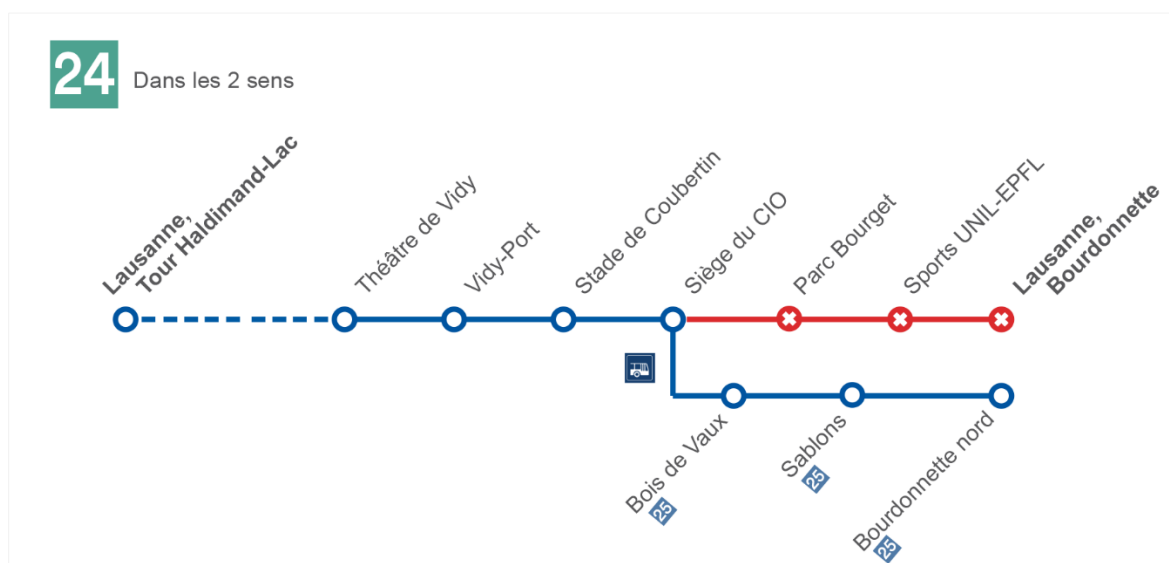 24
Dans les 2 sens
Lausanne,
Tour Haldimand-Lac
Théâtre de Vidy
Vidy-Port
Stade de Coubertin
Siège du CIO
Parc Bourget
Sports UNIL-EPFL
Lausanne,
Bourdonnette
Bois de Vaux
25
Sablons
25
Bourdonnette nord
25